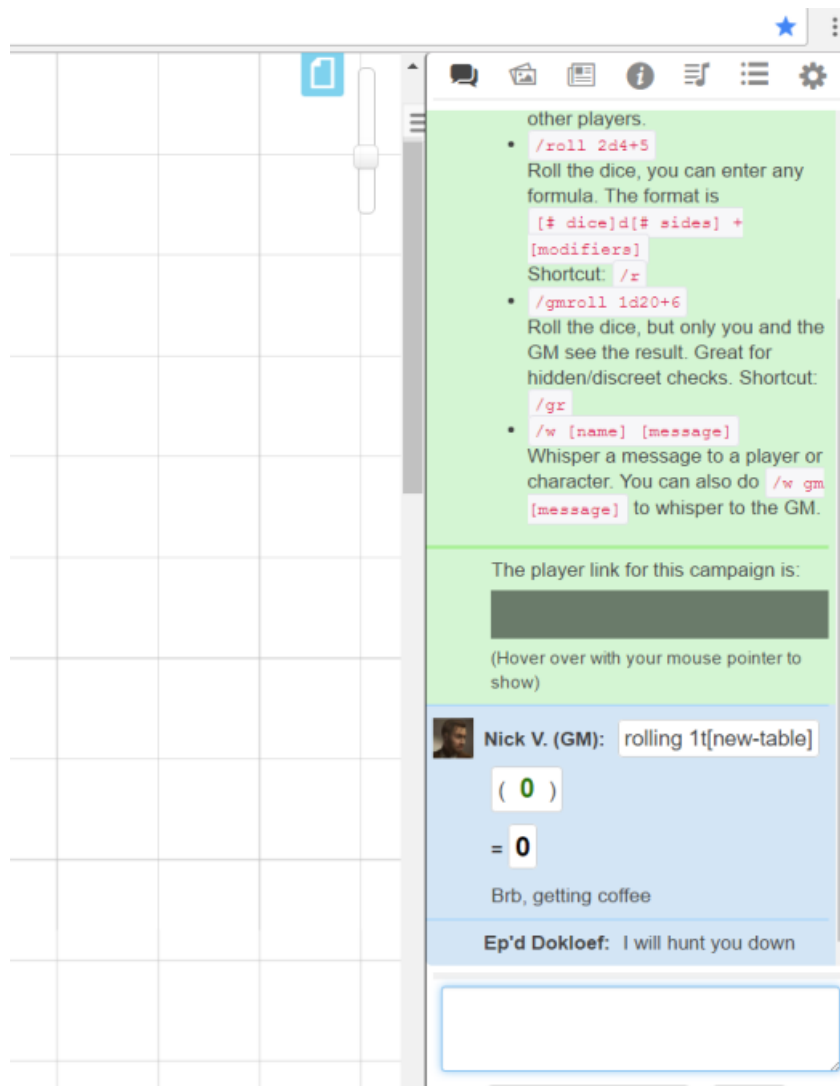 other players.
/roll 2d4+5
Roll the dice, you can enter any
formula. The format is
[# dice]d[# sides] +
[modifiers]
Shortcut: /r
/gmroll 1d20+6
Roll the dice, but only you and the
GM see the result. Great for
hidden/discreet checks. Shortcut:
/gr
/w [name] [message]
Whisper a message to a player or
character. You can also do /w gm
[message] to whisper to the GM.
The player link for this campaign is:
(Hover over with your mouse pointer to
show)
Nick V. (GM): rolling 1t[new-table]
( 0 )
= 0
Brb, getting coffee
Ep'd Dokloef: I will hunt you down